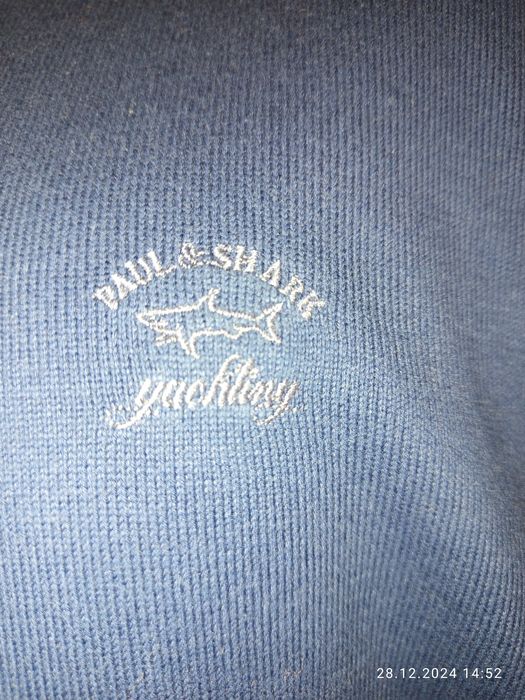 PAUL & SHARK
yachting
28.12.2024 14:52